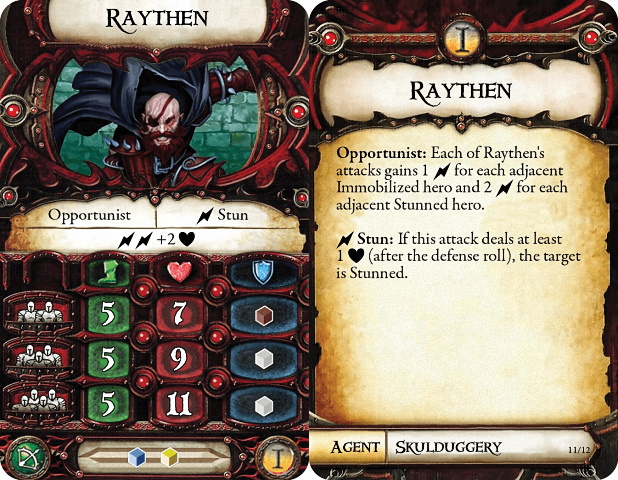 RAYTHEN
Opportunist
Stun
+2
5 7
5 9
5 11
I
I
RAYTHEN
Opportunist: Each of Raythen's
attacks gains 1 for each adjacent
Immobilized hero and 2 for each
adjacent Stunned hero.
Stun: If this attack deals at least
1 (after the defense roll), the target
is Stunned.
AGENT SKULDUGGERY 11/12